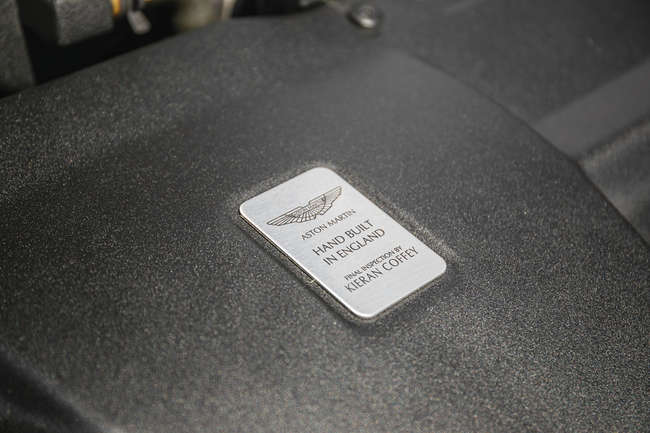 ASTON MARTIN
HAND BUILT
IN ENGLAND
FINAL INSPECTION BY
KIERAN COFFEY